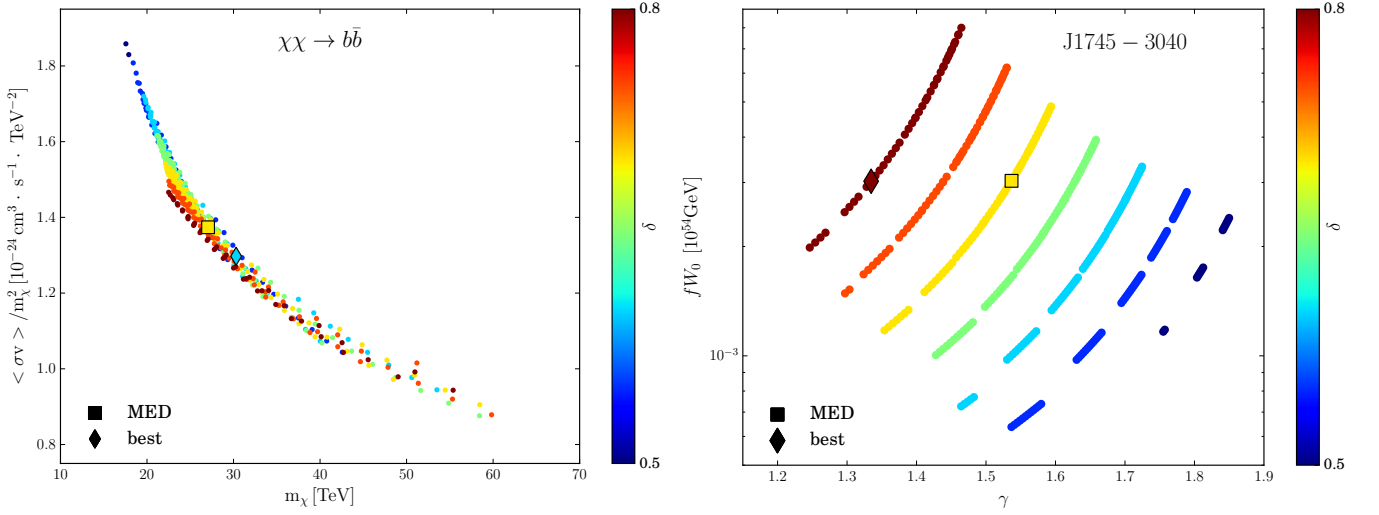 χχ → bb̄
< σv > /m²χ [10⁻²⁴ cm³ · s⁻¹ · TeV⁻²]
1.8
1.6
1.4
1.2
1.0
0.8
MED
best
10 20 30 40 50 60 70
mχ [TeV]
0.8
δ
0.5
J1745 − 3040
fW₀ [10⁵⁴GeV]
10⁻³
MED
best
1.2 1.3 1.4 1.5 1.6 1.7 1.8 1.9
γ
0.8
δ
0.5